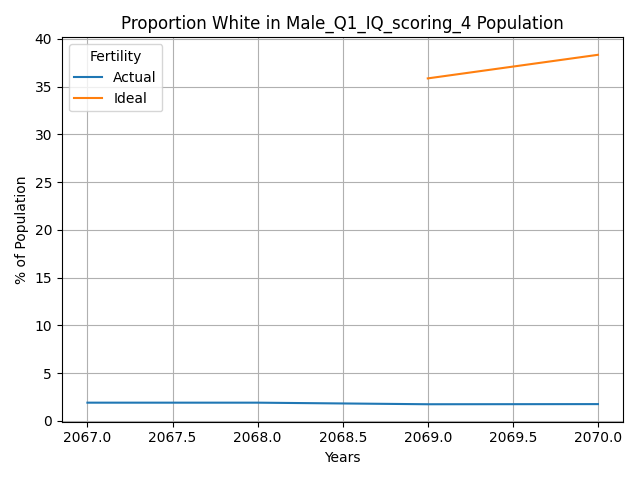 Proportion White in Male_Q1_IQ_scoring_4 Population
40
35
30
25
20
15
10
5
0
% of Population
Fertility
Actual
Ideal
2067.0 2067.5 2068.0 2068.5 2069.0 2069.5 2070.0
Years